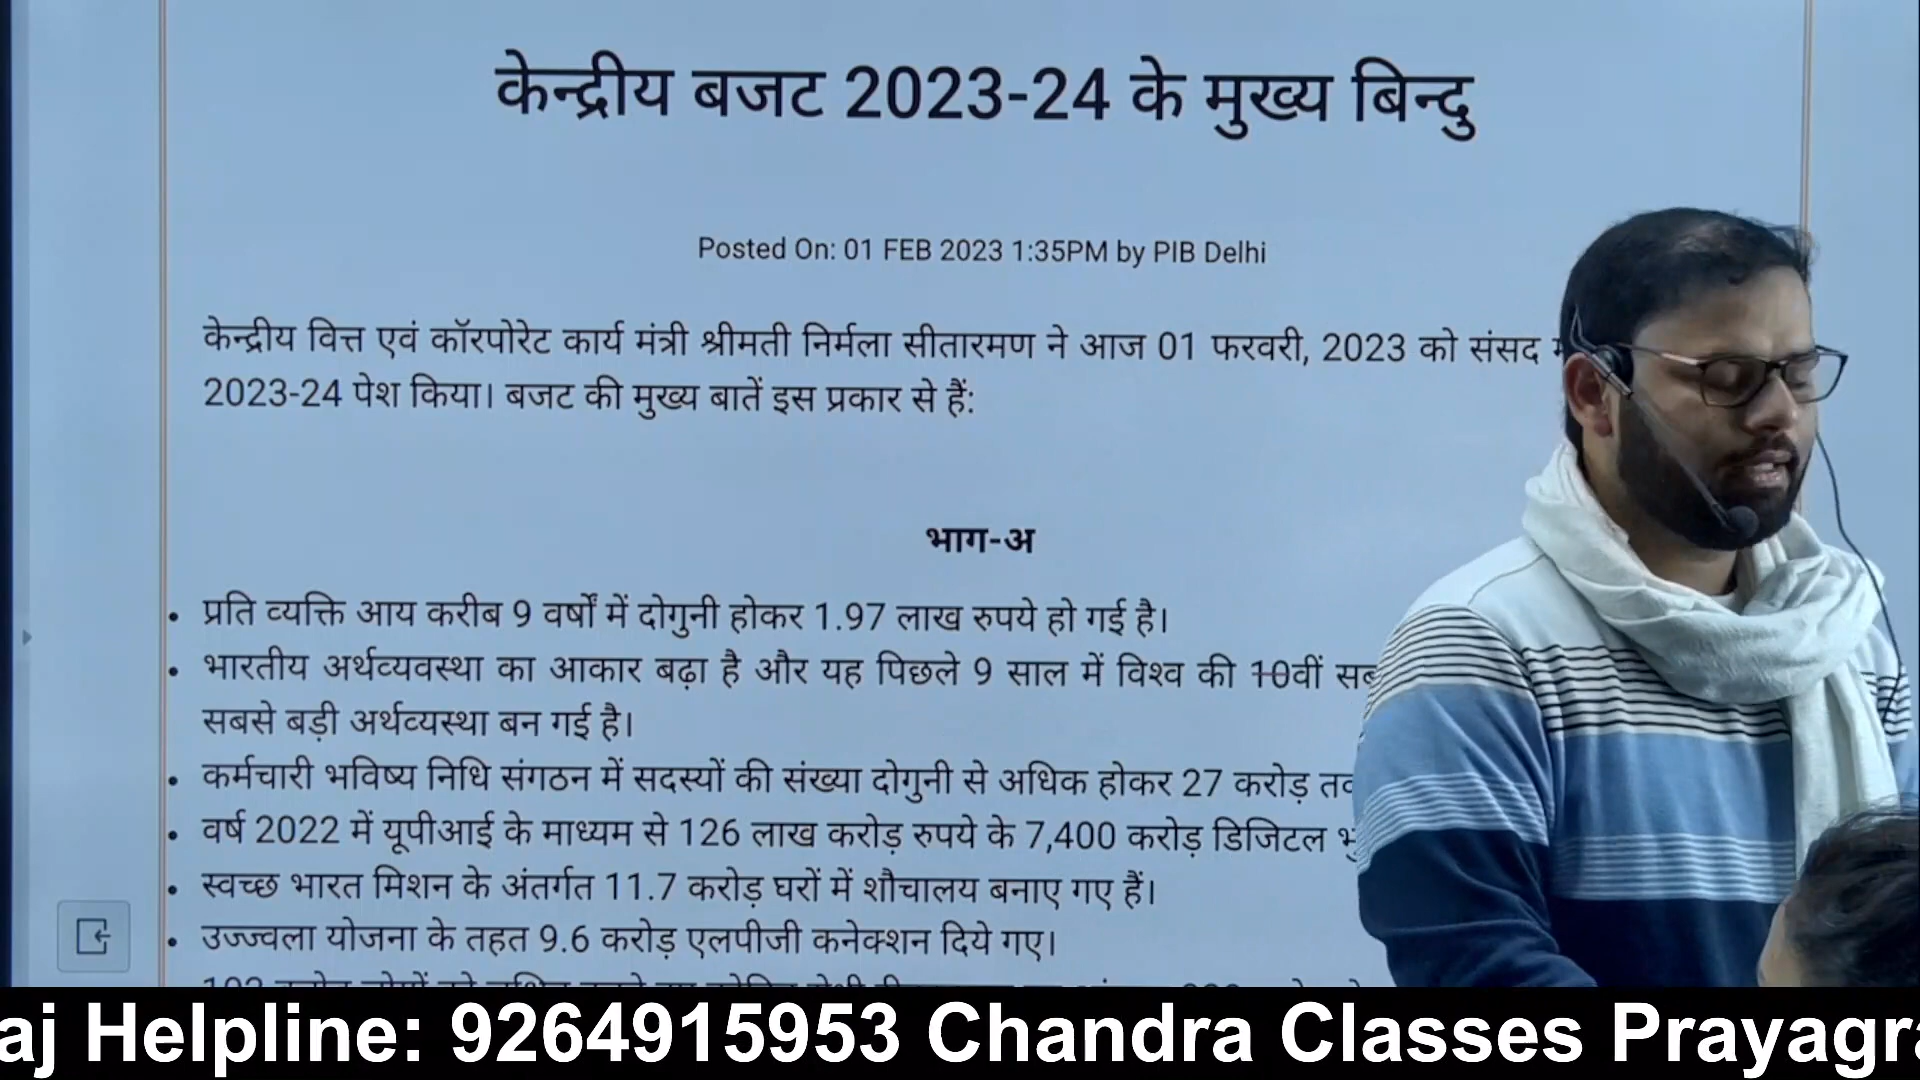 केन्द्रीय बजट 2023-24 के मुख्य बिन्दु
Posted On: 01 FEB 2023 1:35PM by PIB Delhi
केन्द्रीय वित्त एवं कॉरपोरेट कार्य मंत्री श्रीमती निर्मला सीतारमण ने आज 01 फरवरी, 2023 को संसद
2023-24 पेश किया। बजट की मुख्य बातें इस प्रकार से हैं:
भाग-अ
• प्रति व्यक्ति आय करीब 9 वर्षों में दोगुनी होकर 1.97 लाख रुपये हो गई है।
• भारतीय अर्थव्यवस्था का आकार बढ़ा है और यह पिछले 9 साल में विश्व की 10वीं
सबसे बड़ी अर्थव्यस्था बन गई है।
• कर्मचारी भविष्य निधि संगठन में सदस्यों की संख्या दोगुनी से अधिक होकर 27 करोड़
• वर्ष 2022 में यूपीआई के माध्यम से 126 लाख करोड़ रुपये के 7,400 करोड़ डिजिटल
• स्वच्छ भारत मिशन के अंतर्गत 11.7 करोड़ घरों में शौचालय बनाए गए हैं।
• उज्ज्वला योजना के तहत 9.6 करोड़ एलपीजी कनेक्शन दिये गए।
aj Helpline: 9264915953 Chandra Classes Prayagra